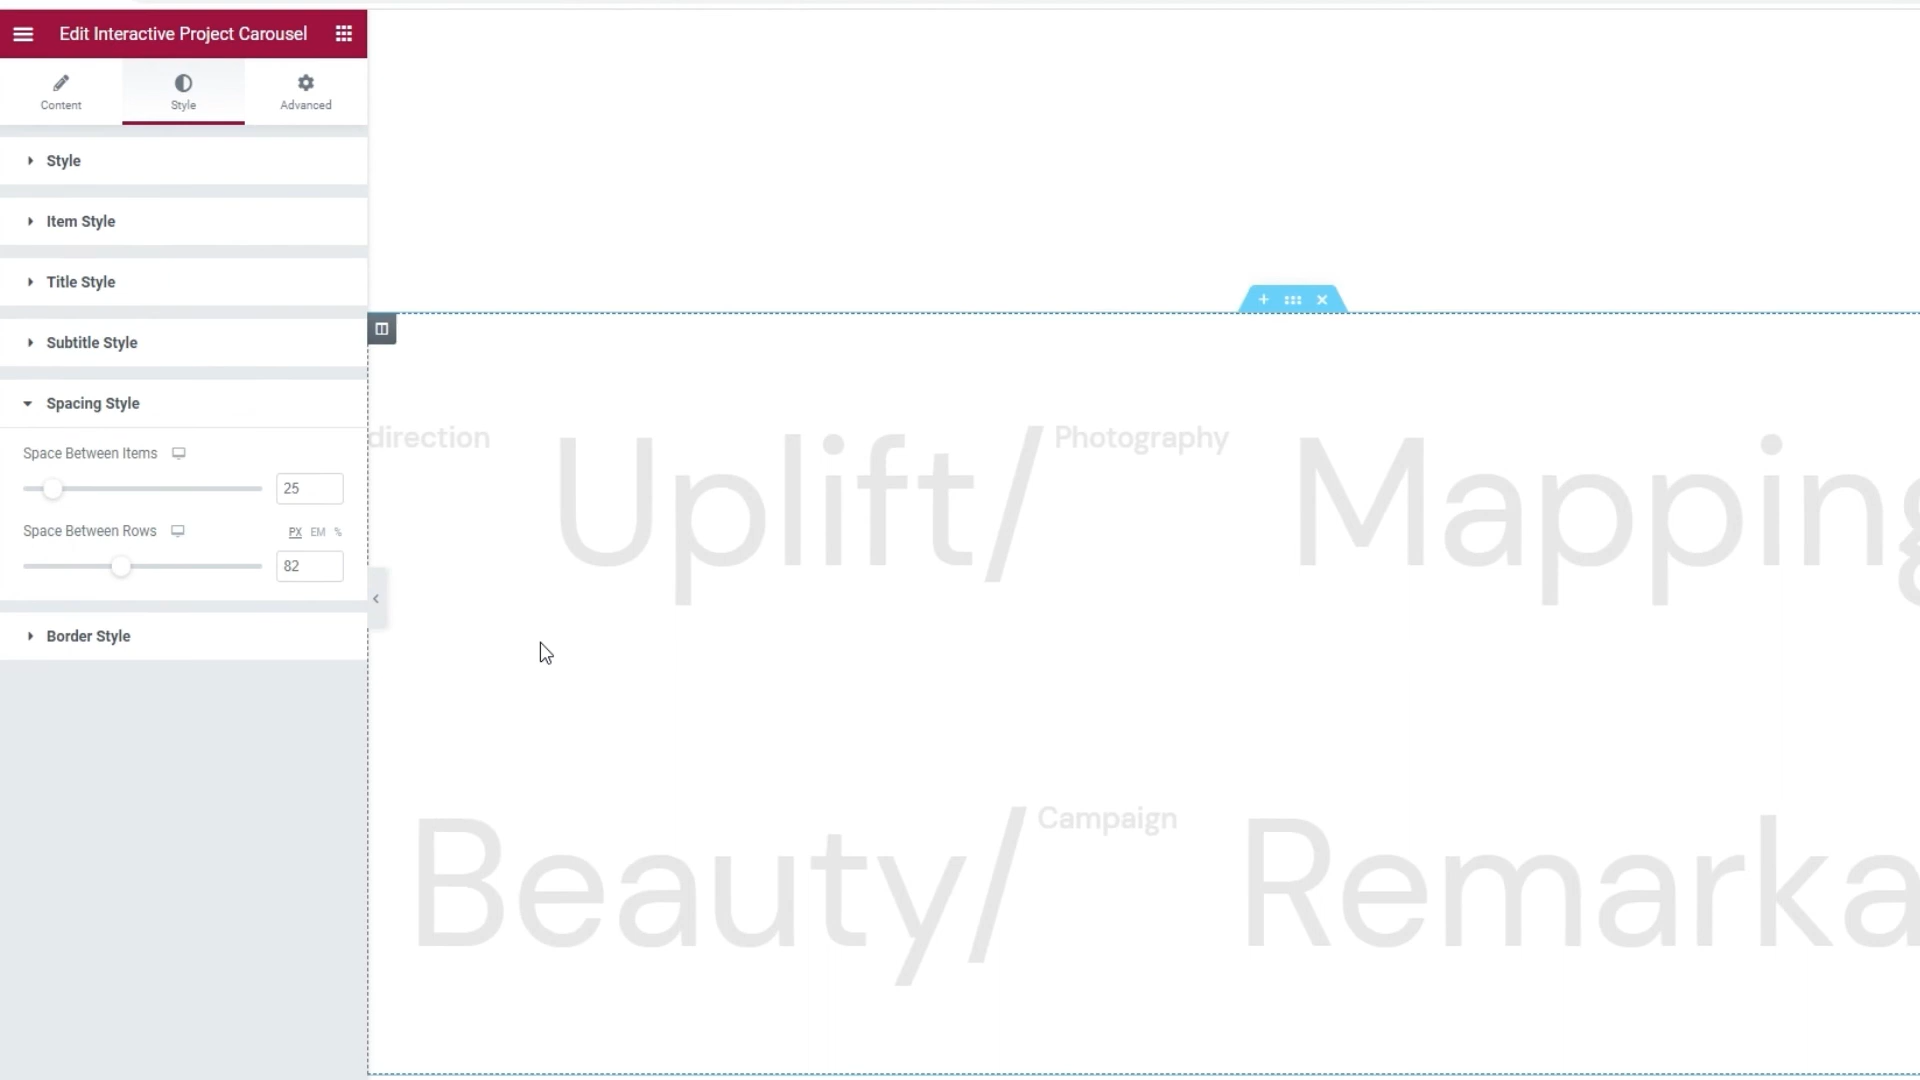 Edit Interactive Project Carousel
Content
Style
Advanced
Style
Item Style
Title Style
Subtitle Style
Spacing Style
Space Between Items
25
Space Between Rows
PX EM %
82
Border Style
direction
Uplift/ Photography
Mapping
Beauty/ Campaign
Remarka